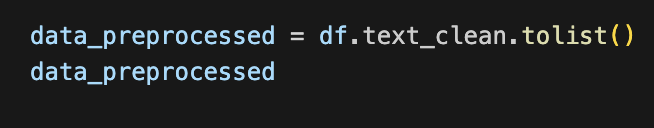 data_preprocessed = df.text_clean.tolist()
data_preprocessed